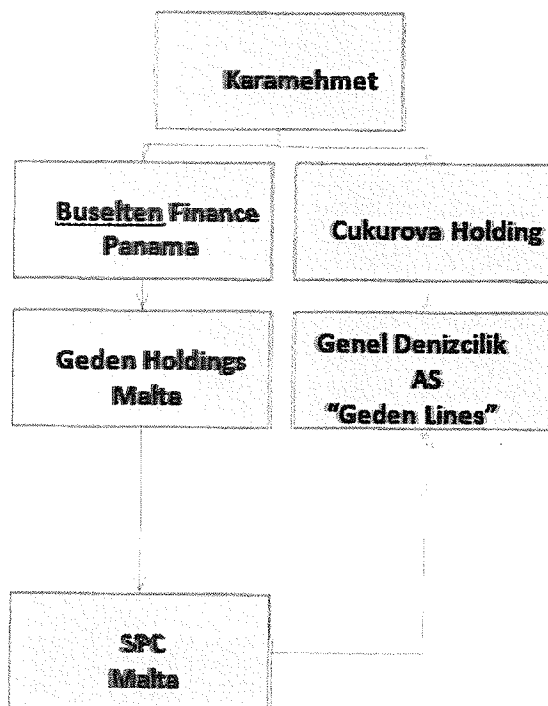 Karamehmet
Buselten Finance
Panama
Cukurova Holding
Geden Holdings
Malta
Genel Denizcilik
AS
"Geden Lines"
SPC
Malta